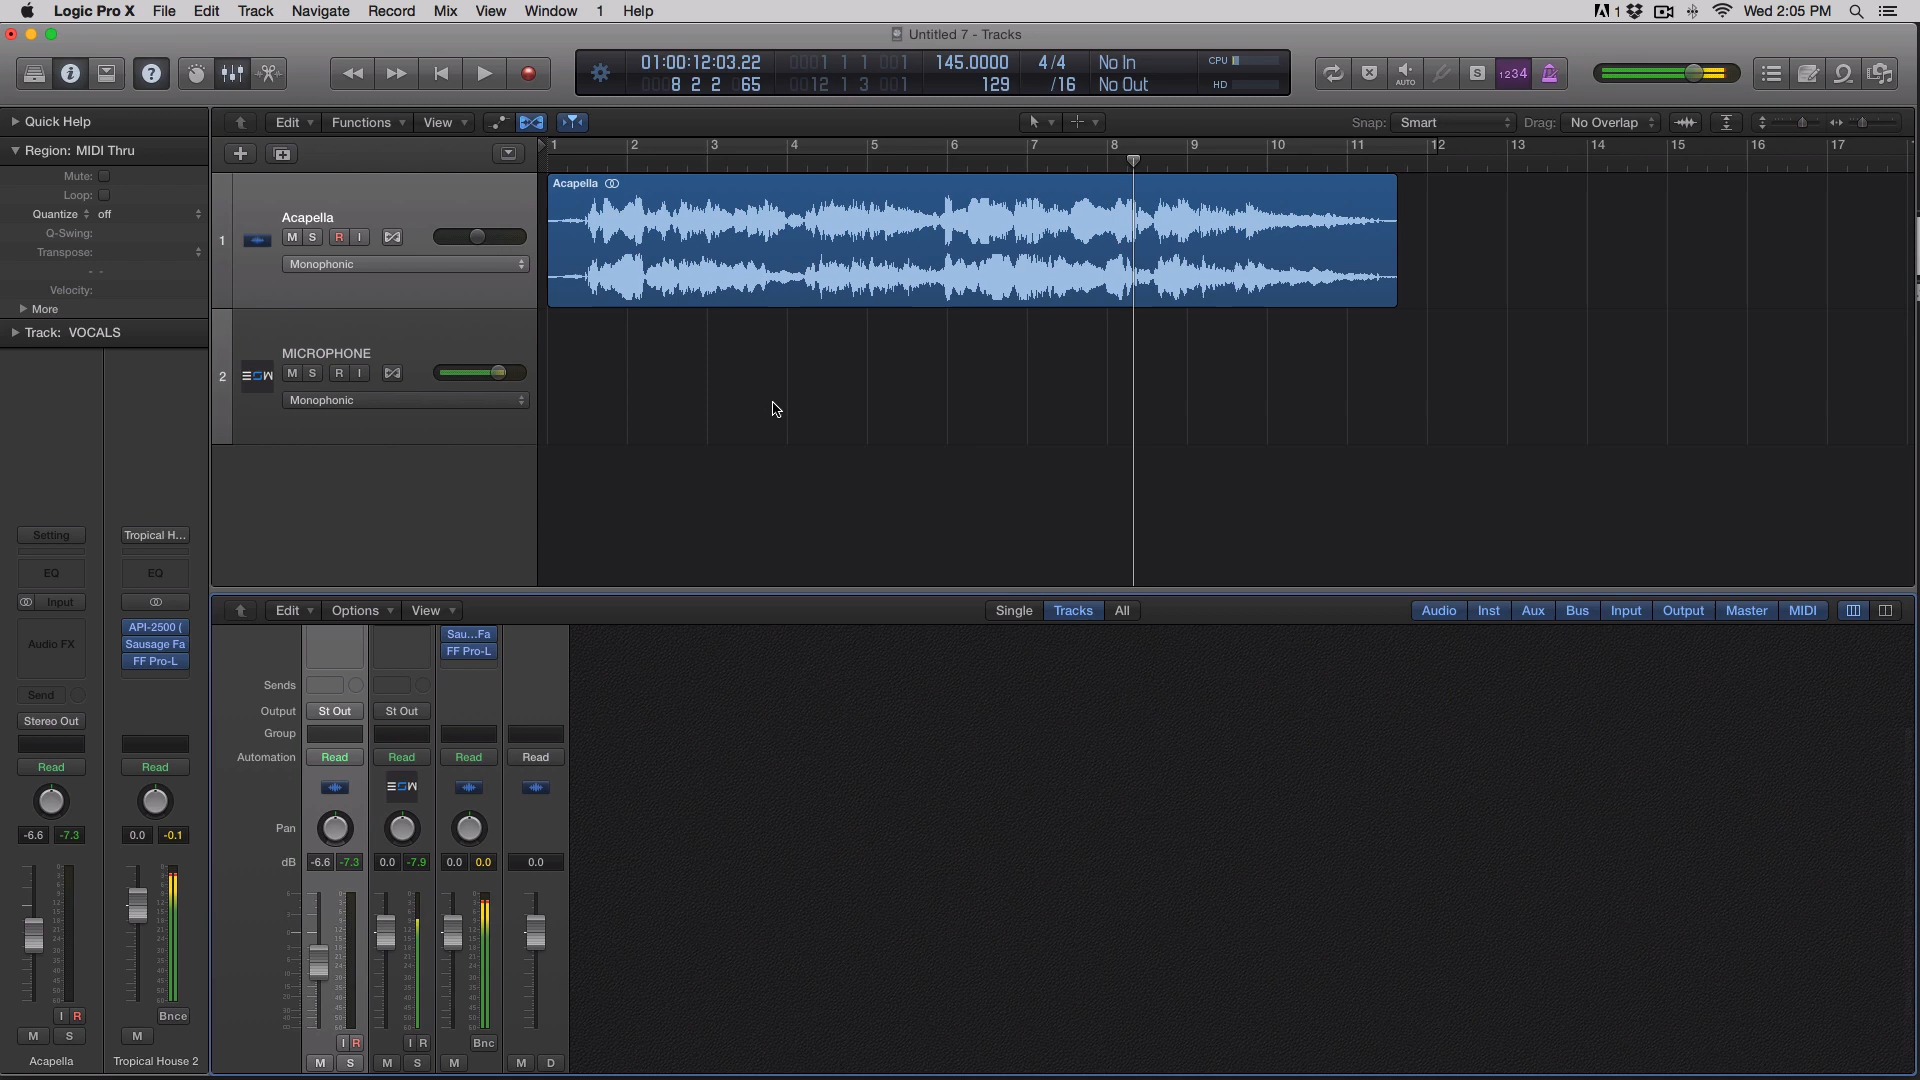 Logic Pro X File Edit Track Navigate Record Mix View Window 1 Help 1 Wed 2:05 PM
Untitled 7 - Tracks
01:00:12:03.22 145.0000 4/4 No In CPU
8 2 2 65 12 1 3 129 /16 No Out HD
AUTO S 1234
Quick Help Edit Functions View Snap: Smart Drag: No Overlap
Region: MIDI Thru 1 2 3 4 5 6 7 8 9 10 11 12 13 14 15 16 17
Mute:
Loop:
Quantize off
Q-Swing:
Transpose:
- -
Velocity:
More
Track: VOCALS
1 Acapella
M S R I
Monophonic
Acapella
2 MICROPHONE
M S R I
Monophonic
Edit Options View Single Tracks All Audio Inst Aux Bus Input Output Master MIDI
Setting Tropical H...
EQ EQ
Input
Audio FX API-2500 (
Sausage Fa
FF Pro-L
Send
Stereo Out
Read Read
-6.6 -7.3 0.0 -0.1
I R Bnce
M S M
Acapella Tropical House 2
Sau...Fa
FF Pro-L
Sends
Output St Out St Out
Group
Automation Read Read Read Read
Pan
dB -6.6 -7.3 0.0 -7.9 0.0 0.0 0.0
I R I R Bnc
M S M S M M D